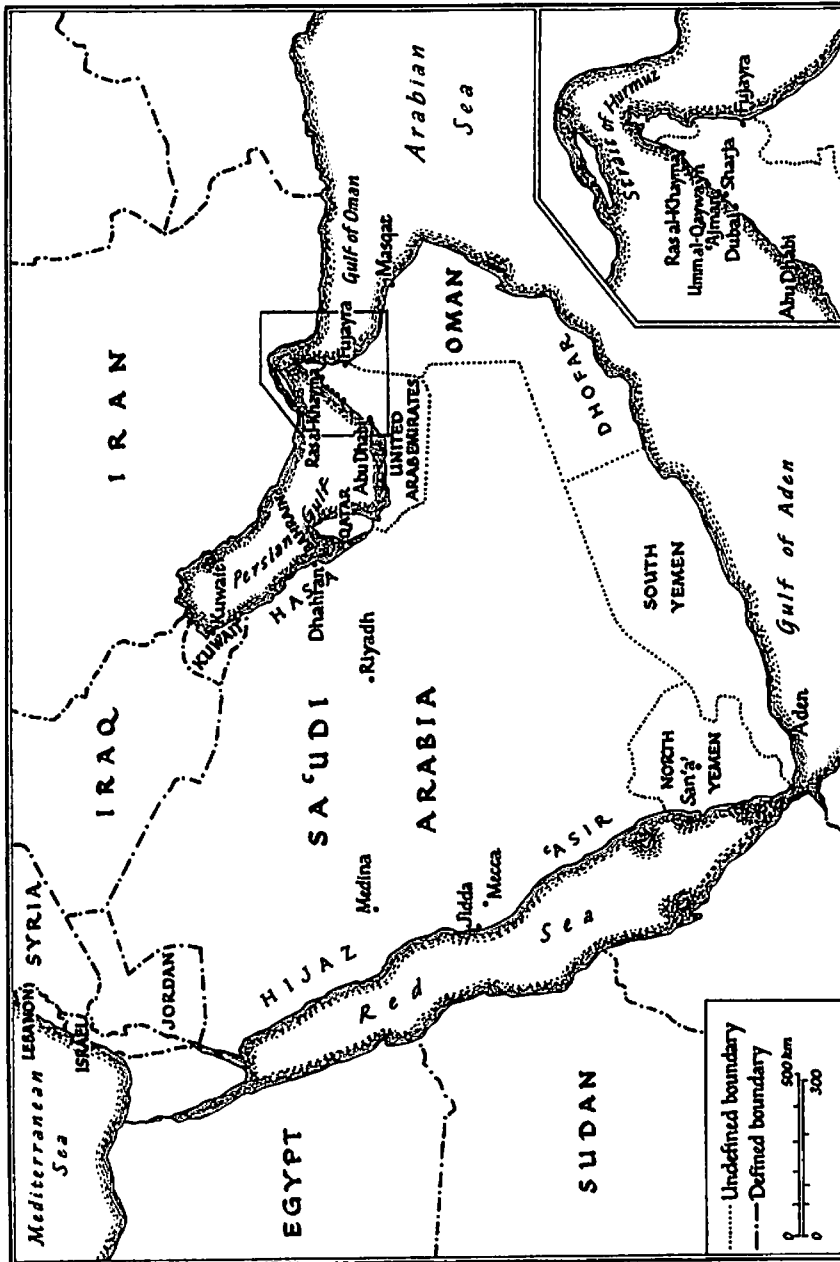 Mediterranean
Sea
LEBANON
SYRIA
ISRAEL
JORDAN
IRAQ
IRAN
EGYPT
SUDAN
HIJAZ
Red
Sea
ʿASIR
Medina
Jidda
Mecca
SAʿUDI
ARABIA
Riyadh
KUWAIT
Kuwait
HASA
Dhahran
Persian
Gulf
BAHRAIN
QATAR
Abu Dhabi
Ras al-Khayma
Fujayra
UNITED
ARAB EMIRATES
Gulf of Oman
Masqat
OMAN
DHOFAR
Arabian
Sea
NORTH
Sanʿaʾ
YEMEN
SOUTH
YEMEN
Aden
Gulf of Aden
Undefined boundary
Defined boundary
0 500 km
0 300
Strait of Hurmuz
Ras al-Khayma
Umm al-Qaywayn
ʿAjman
Sharja
Dubai
Fujayra
Abu Dhabi